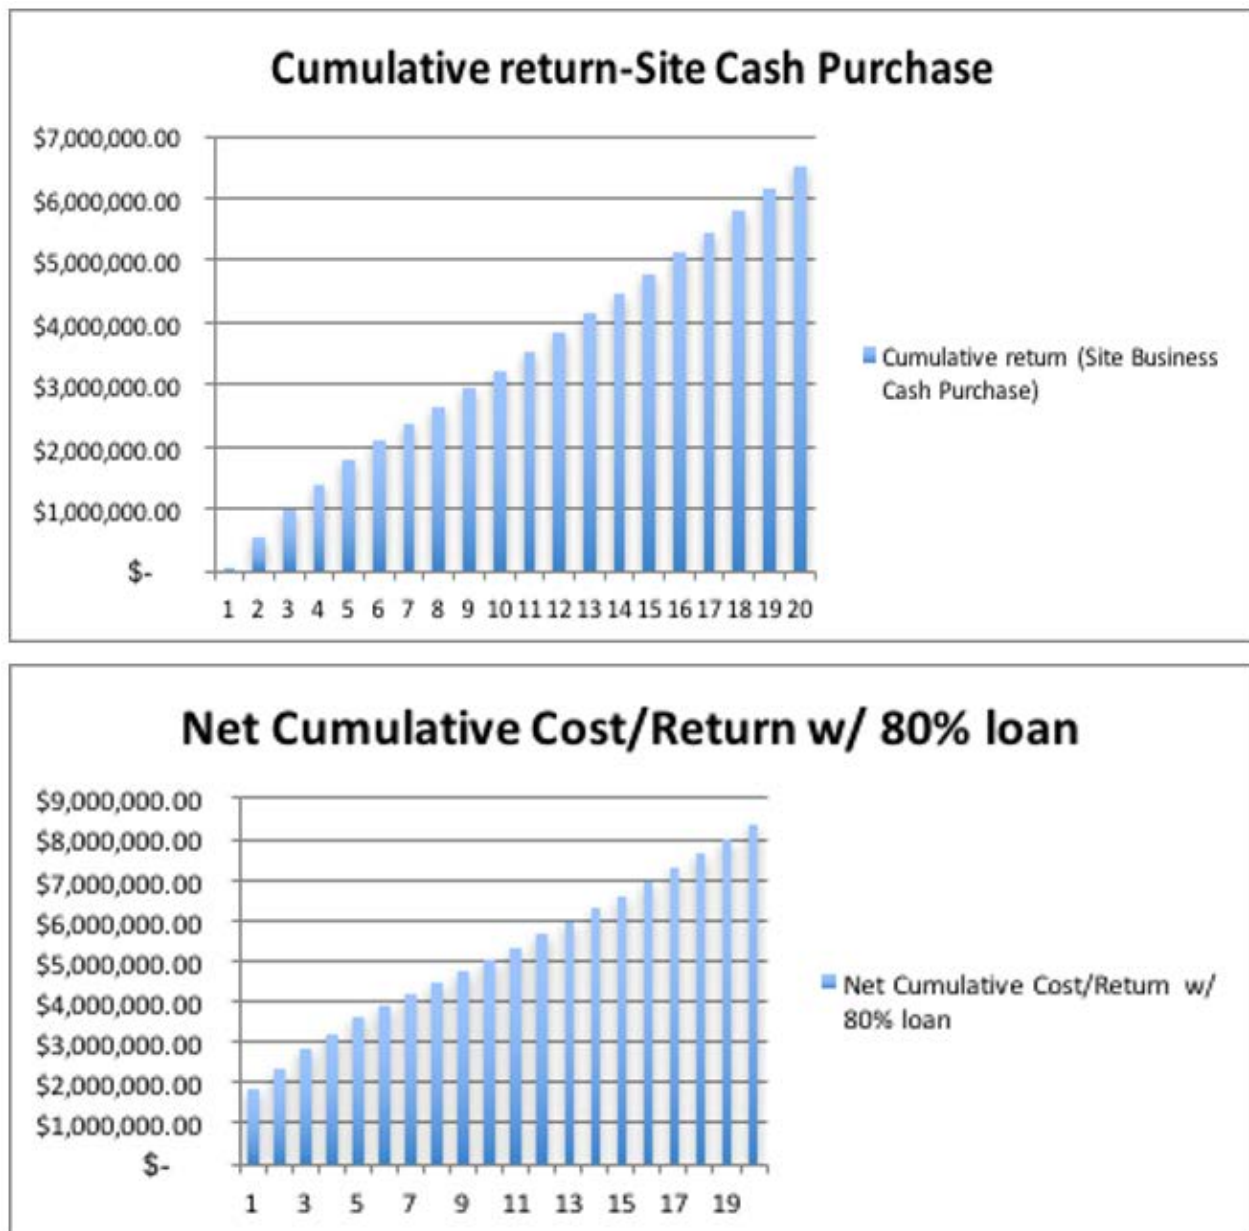 Cumulative return-Site Cash Purchase
$7,000,000.00
$6,000,000.00
$5,000,000.00
$4,000,000.00
$3,000,000.00
$2,000,000.00
$1,000,000.00
$-
1 2 3 4 5 6 7 8 9 10 11 12 13 14 15 16 17 18 19 20
Cumulative return (Site Business
Cash Purchase)
Net Cumulative Cost/Return w/ 80% loan
$9,000,000.00
$8,000,000.00
$7,000,000.00
$6,000,000.00
$5,000,000.00
$4,000,000.00
$3,000,000.00
$2,000,000.00
$1,000,000.00
$-
1 3 5 7 9 11 13 15 17 19
Net Cumulative Cost/Return w/
80% loan